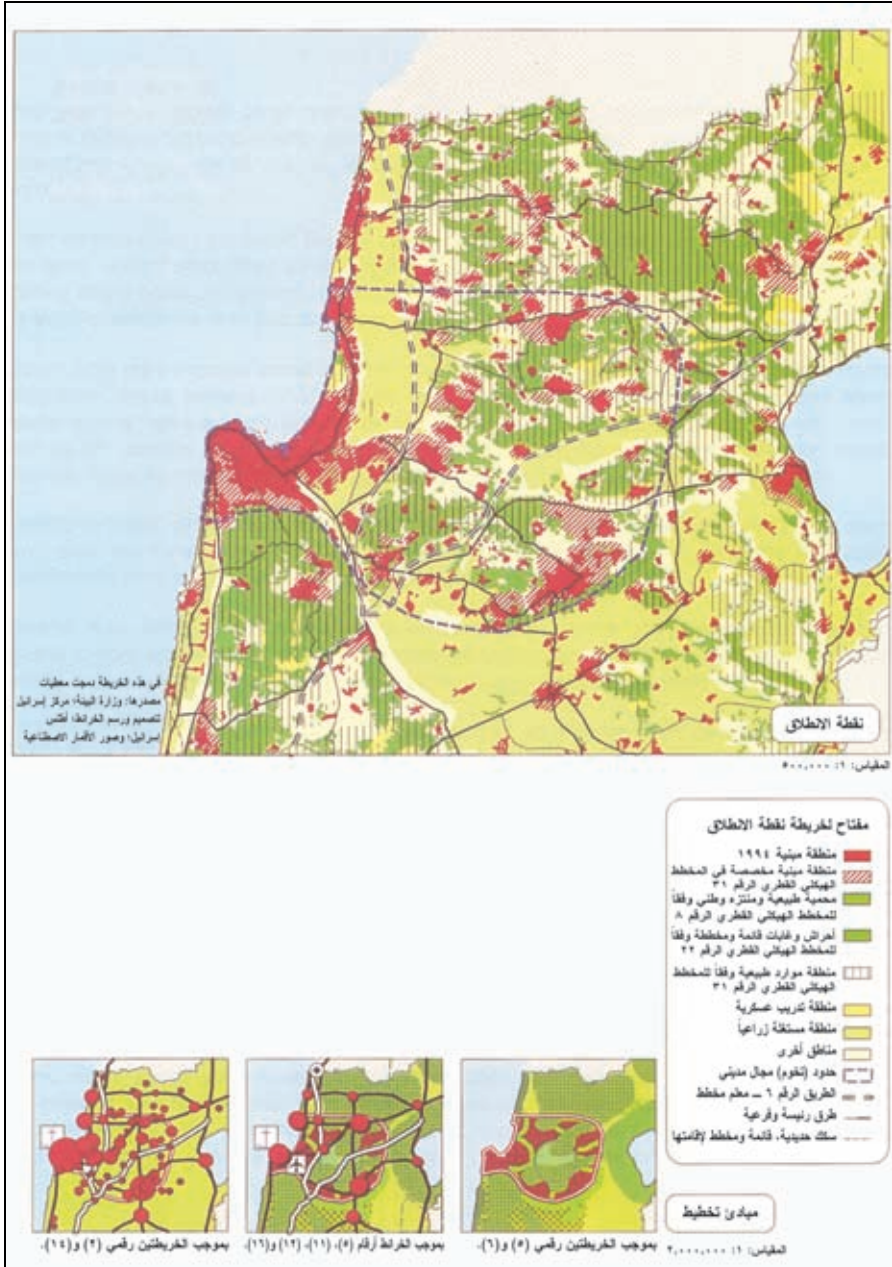 في هذه الخريطة دمجت معطيات
مصدرها: وزارة البيئة؛ مركز إسرائيل
لتصميم ورسم الخرائط؛ أطلس
إسرائيل؛ وصور الأقمار الاصطناعية
نقطة الانطلاق
المقياس: ١: ٥٠٠,٠٠٠
مفتاح لخريطة نقطة الانطلاق
منطقة مبنية ١٩٩٤
منطقة مبنية مخصصة في المخطط
الهيكلي القطري الرقم ٣١
محمية طبيعية ومنتزه وطني وفقاً
للمخطط الهيكلي القطري الرقم ٨
أحراش وغابات قائمة ومخططة وفقاً
للمخطط الهيكلي القطري الرقم ٢٢
منطقة موارد طبيعية وفقاً للمخطط
الهيكلي القطري الرقم ٣١
منطقة تدريب عسكرية
منطقة مستغلة زراعياً
مناطق أخرى
حدود (تخوم) مجال مديني
الطريق الرقم ٦ ــ معلم مخطط
طرق رئيسة وفرعية
سكك حديدية، قائمة ومخطط لإقامتها
مبادئ تخطيط
المقياس: ١: ٢,٠٠٠,٠٠٠
بموجب الخريطتين رقمي (٥) و(٦).
بموجب الخرائط أرقام (٥)، (١١)، (١٢) و(١٦).
بموجب الخريطتين رقمي (٢) و(١٤).